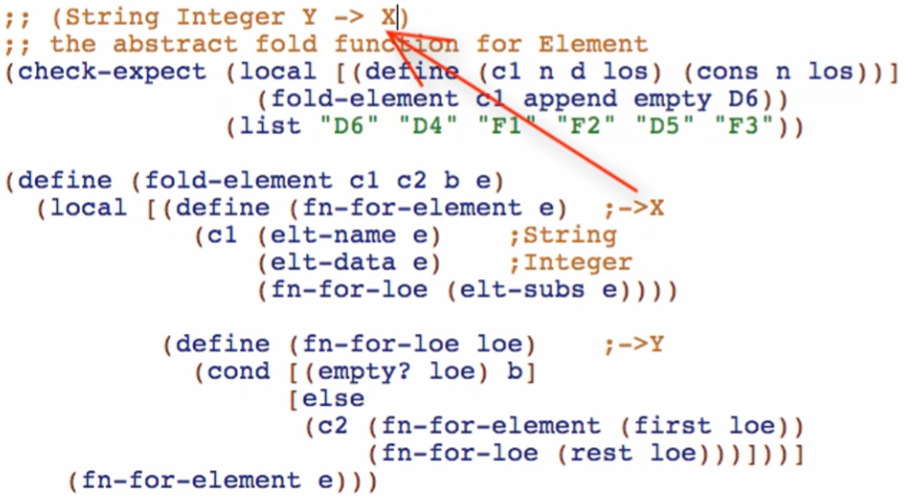 ;; (String Integer Y -> X)
;; the abstract fold function for Element
(check-expect (local [(define (c1 n d los) (cons n los))]
(fold-element c1 append empty D6))
(list "D6" "D4" "F1" "F2" "D5" "F3"))
(define (fold-element c1 c2 b e)
(local [(define (fn-for-element e) ;->X
(c1 (elt-name e) ;String
(elt-data e) ;Integer
(fn-for-loe (elt-subs e))))
(define (fn-for-loe loe) ;->Y
(cond [(empty? loe) b]
[else
(c2 (fn-for-element (first loe))
(fn-for-loe (rest loe)))]))]
(fn-for-element e)))